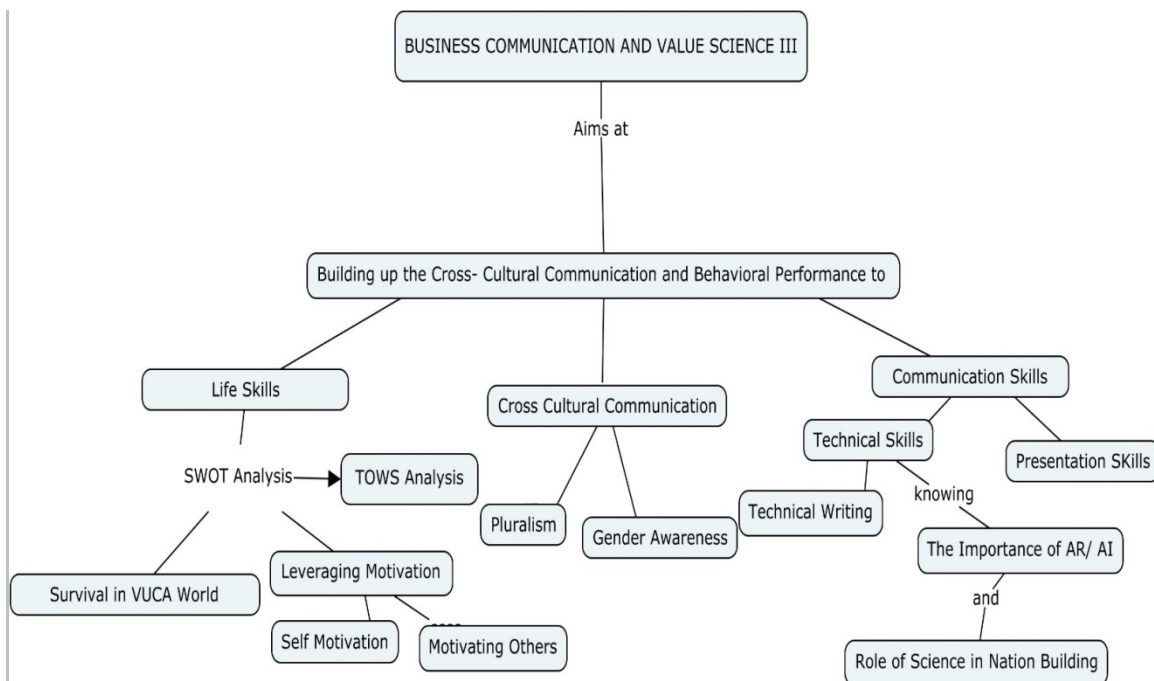 BUSINESS COMMUNICATION AND VALUE SCIENCE III
Aims at
Building up the Cross- Cultural Communication and Behavioral Performance to
Life Skills
Cross Cultural Communication
Communication Skills
SWOT Analysis
TOWS Analysis
Technical Skills
Presentation SKills
Pluralism
Gender Awareness
Technical Writing
knowing
Survival in VUCA World
Leveraging Motivation
The Importance of AR/ AI
and
Self Motivation
Motivating Others
Role of Science in Nation Building